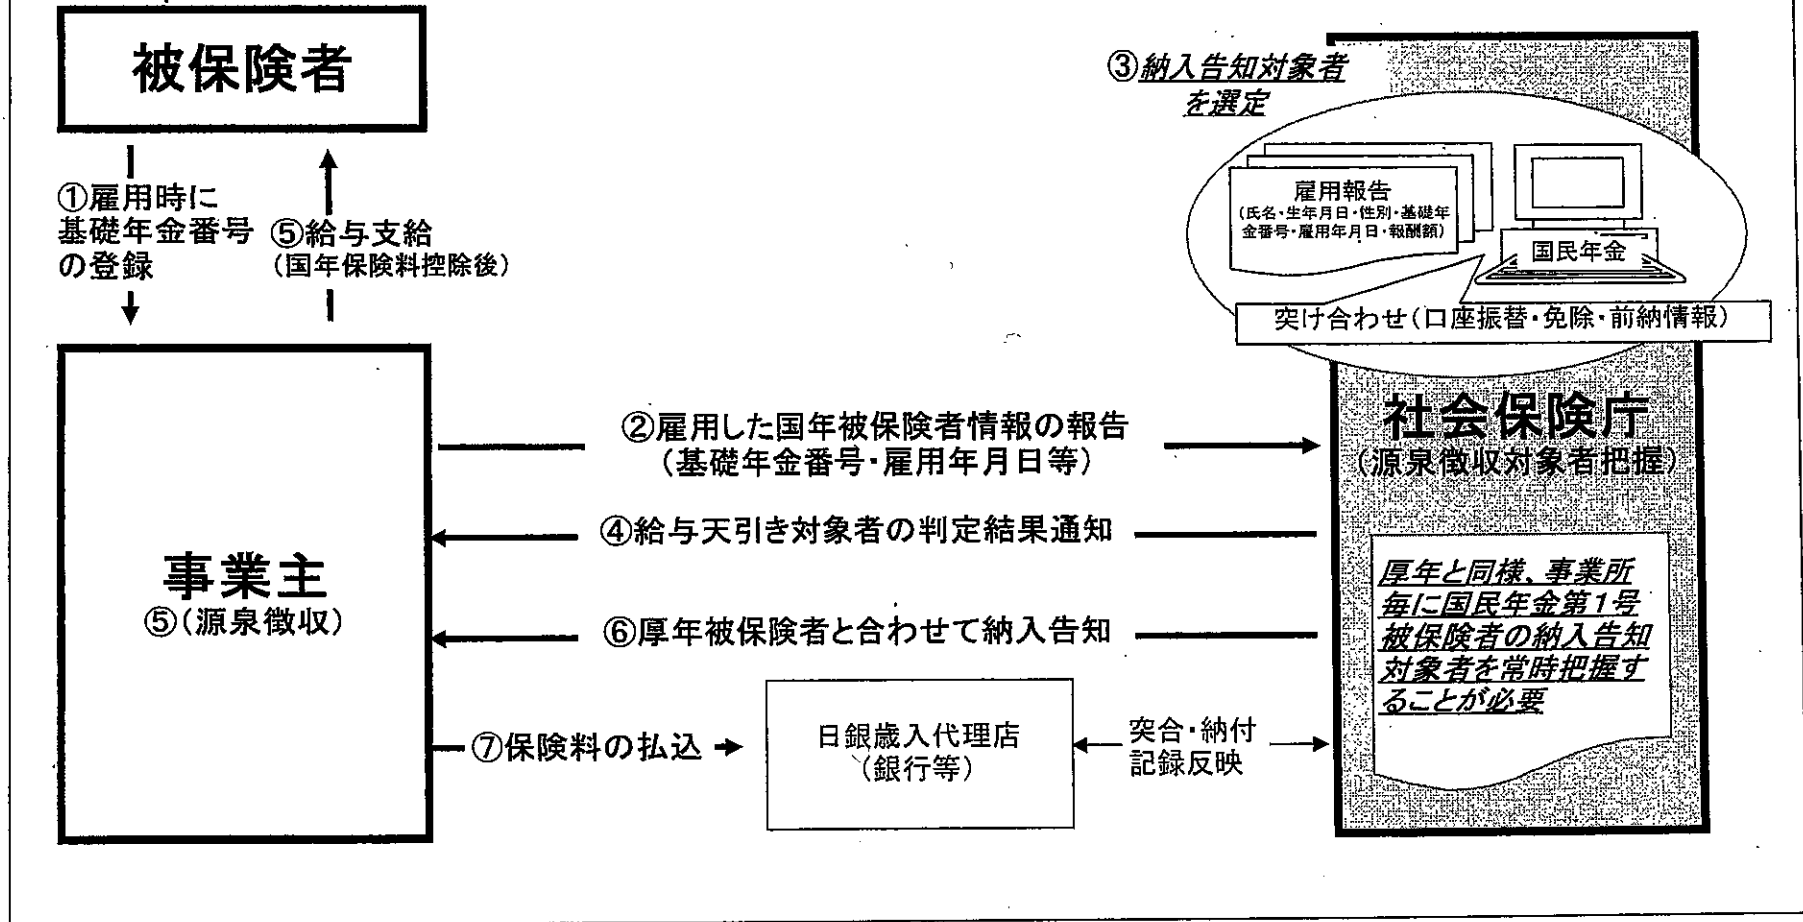 被保険者
①雇用時に
基礎年金番号
の登録
⑤給与支給
(国年保険料控除後)
③納入告知対象者
を選定
雇用報告
(氏名・生年月日・性別・基礎年
金番号・雇用年月日・報酬額)
国民年金
突け合わせ(口座振替・免除・前納情報)
社会保険庁
(源泉徴収対象者把握)
②雇用した国年被保険者情報の報告
(基礎年金番号・雇用年月日等)
④給与天引き対象者の判定結果通知
事業主
⑤(源泉徴収)
⑥厚年被保険者と合わせて納入告知
厚年と同様、事業所
毎に国民年金第1号
被保険者の納入告知
対象者を常時把握す
ることが必要
⑦保険料の払込
日銀歳入代理店
(銀行等)
突合・納付
記録反映